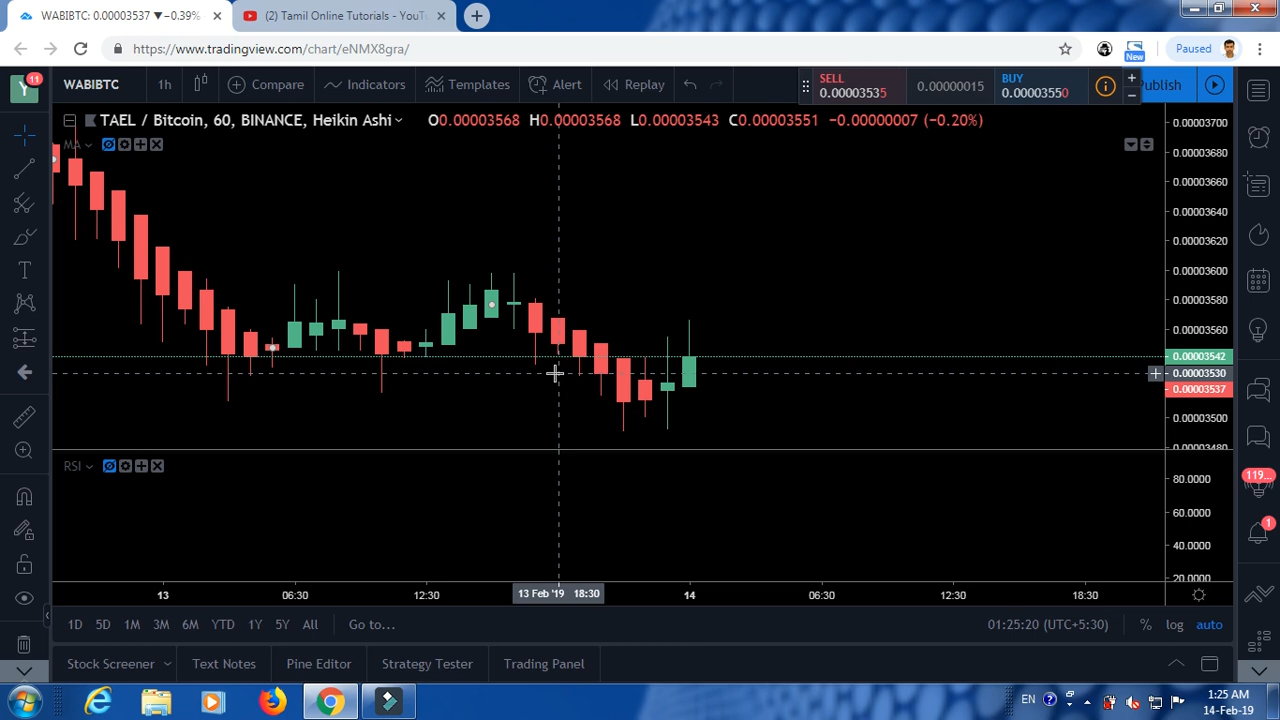 WABIBTC: 0.00003537 ▼−0.39%
(2) Tamil Online Tutorials - YouTu
https://www.tradingview.com/chart/eNMX8gra/
New
Paused
Y
11
WABIBTC
1h
Compare
Indicators
Templates
Alert
Replay
SELL
0.00003535
0.00000015
BUY
0.00003550
Publish
TAEL / Bitcoin, 60, BINANCE, Heikin Ashi
O0.00003568 H0.00003568 L0.00003543 C0.00003551 −0.00000007 (−0.20%)
MA
0.00003700
0.00003680
0.00003660
0.00003640
0.00003620
0.00003600
0.00003580
0.00003560
0.00003542
0.00003530
0.00003537
0.00003500
0.00003480
RSI
80.0000
60.0000
40.0000
20.0000
119...
1
13
06:30
12:30
13 Feb '19 18:30
14
06:30
12:30
18:30
1D 5D 1M 3M 6M YTD 1Y 5Y All Go to...
01:25:20 (UTC+5:30)
% log auto
Stock Screener
Text Notes
Pine Editor
Strategy Tester
Trading Panel
EN
1:25 AM
14-Feb-19